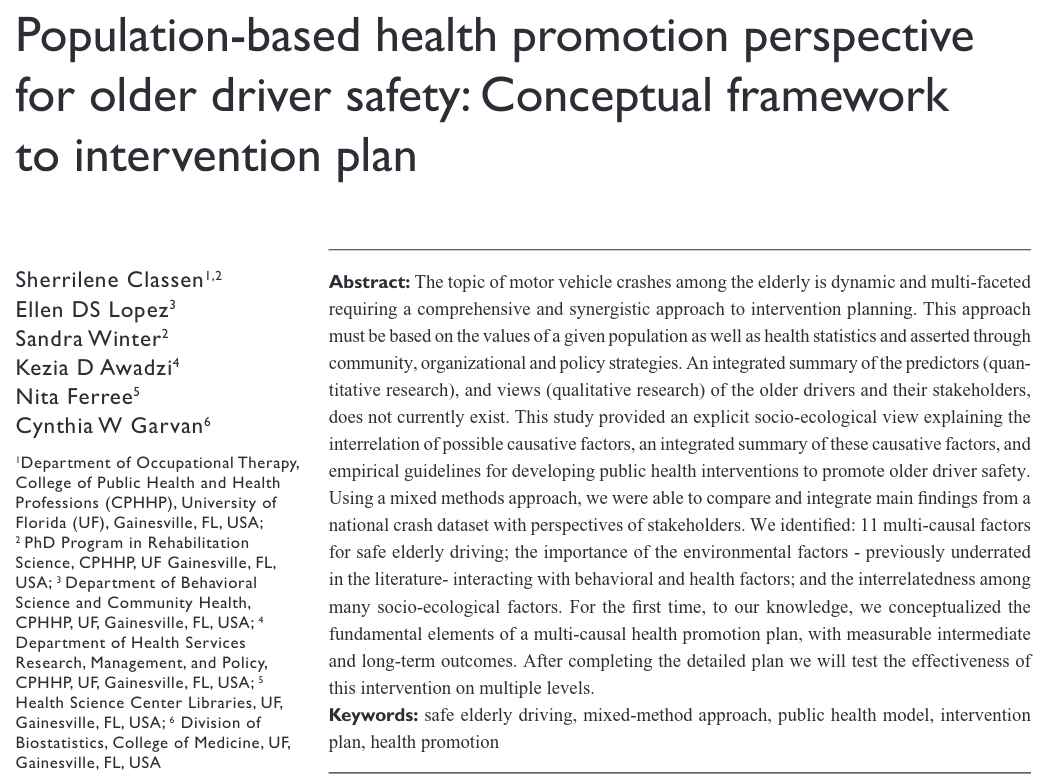 Population-based health promotion perspective
for older driver safety: Conceptual framework
to intervention plan
Sherrilene Classen1,2
Ellen DS Lopez3
Sandra Winter2
Kezia D Awadzi4
Nita Ferree5
Cynthia W Garvan6
1Department of Occupational Therapy,
College of Public Health and Health
Professions (CPHHP), University of
Florida (UF), Gainesville, FL, USA;
2 PhD Program in Rehabilitation
Science, CPHHP, UF Gainesville, FL,
USA; 3 Department of Behavioral
Science and Community Health,
CPHHP, UF, Gainesville, FL, USA; 4
Department of Health Services
Research, Management, and Policy,
CPHHP, UF, Gainesville, FL, USA; 5
Health Science Center Libraries, UF,
Gainesville, FL, USA; 6 Division of
Biostatistics, College of Medicine, UF,
Gainesville, FL, USA
Abstract: The topic of motor vehicle crashes among the elderly is dynamic and multi-faceted
requiring a comprehensive and synergistic approach to intervention planning. This approach
must be based on the values of a given population as well as health statistics and asserted through
community, organizational and policy strategies. An integrated summary of the predictors (quan-
titative research), and views (qualitative research) of the older drivers and their stakeholders,
does not currently exist. This study provided an explicit socio-ecological view explaining the
interrelation of possible causative factors, an integrated summary of these causative factors, and
empirical guidelines for developing public health interventions to promote older driver safety.
Using a mixed methods approach, we were able to compare and integrate main findings from a
national crash dataset with perspectives of stakeholders. We identified: 11 multi-causal factors
for safe elderly driving; the importance of the environmental factors - previously underrated
in the literature- interacting with behavioral and health factors; and the interrelatedness among
many socio-ecological factors. For the first time, to our knowledge, we conceptualized the
fundamental elements of a multi-causal health promotion plan, with measurable intermediate
and long-term outcomes. After completing the detailed plan we will test the effectiveness of
this intervention on multiple levels.
Keywords: safe elderly driving, mixed-method approach, public health model, intervention
plan, health promotion